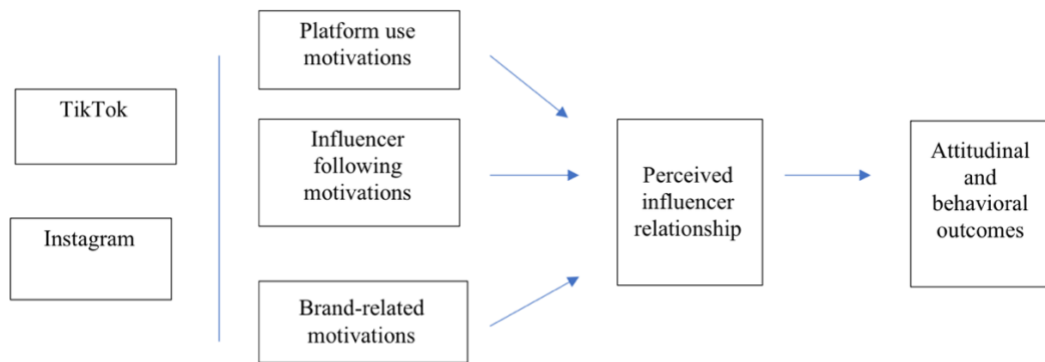 TikTok
Instagram
Platform use
motivations
Influencer
following
motivations
Brand-related
motivations
Perceived
influencer
relationship
Attitudinal
and
behavioral
outcomes